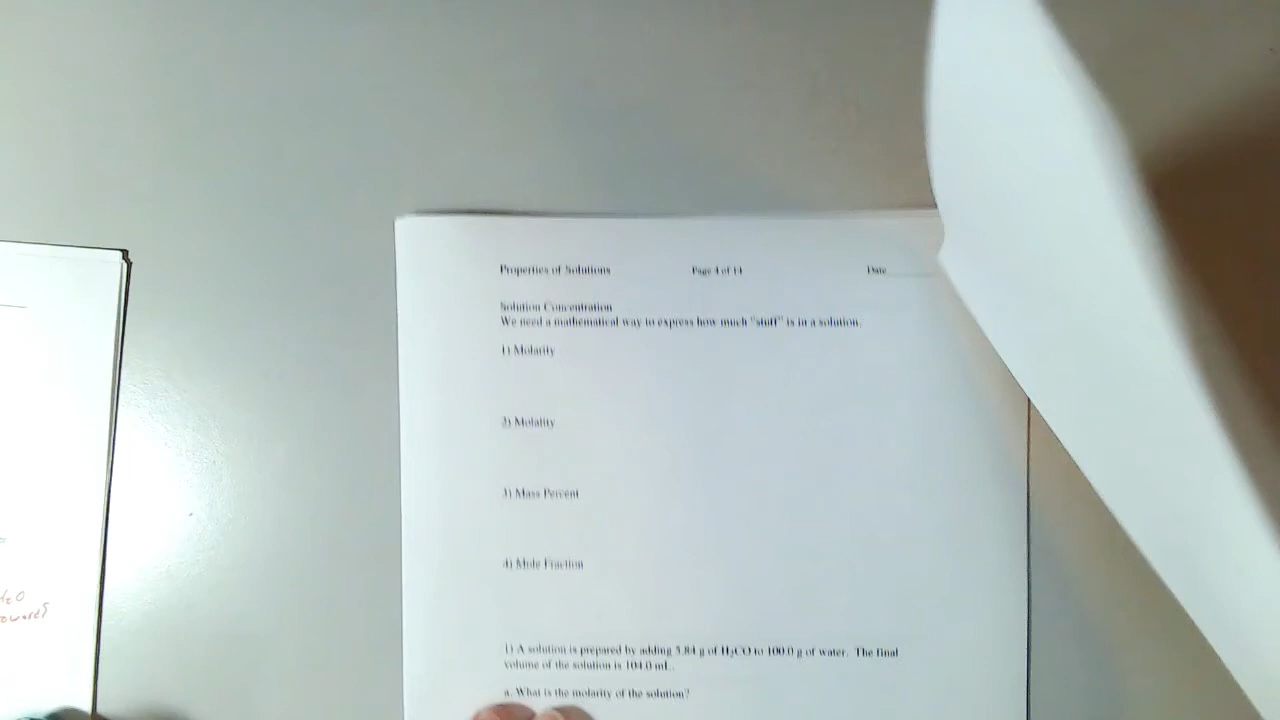 Properties of Solutions Page 4 of 14 Date
Solution Concentration
We need a mathematical way to express how much "stuff" is in a solution.
1) Molarity
2) Molality
3) Mass Percent
4) Mole Fraction
1) A solution is prepared by adding 5.84 g of H₂CO to 100.0 g of water. The final
volume of the solution is 104.0 mL.
a. What is the molarity of the solution?